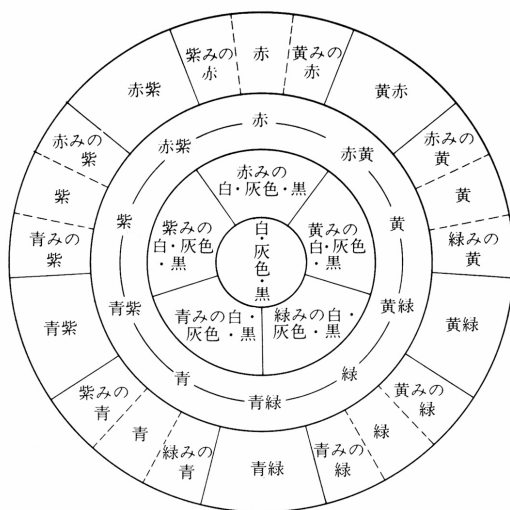 紫みの
赤
赤
黄みの
赤
黄赤
赤みの
黄
黄
緑みの
黄
黄緑
黄みの
緑
緑
青みの
緑
青緑
緑みの
青
青
紫みの
青
青紫
青みの
紫
紫
赤みの
紫
赤紫
赤
赤黄
黄
黄緑
緑
青緑
青
青紫
紫
赤紫
赤みの
白・灰色・黒
黄みの
白・灰色
・黒
緑みの白・
灰色・黒
青みの白・
灰色・黒
紫みの
白・灰色
・黒
白・灰色・黒